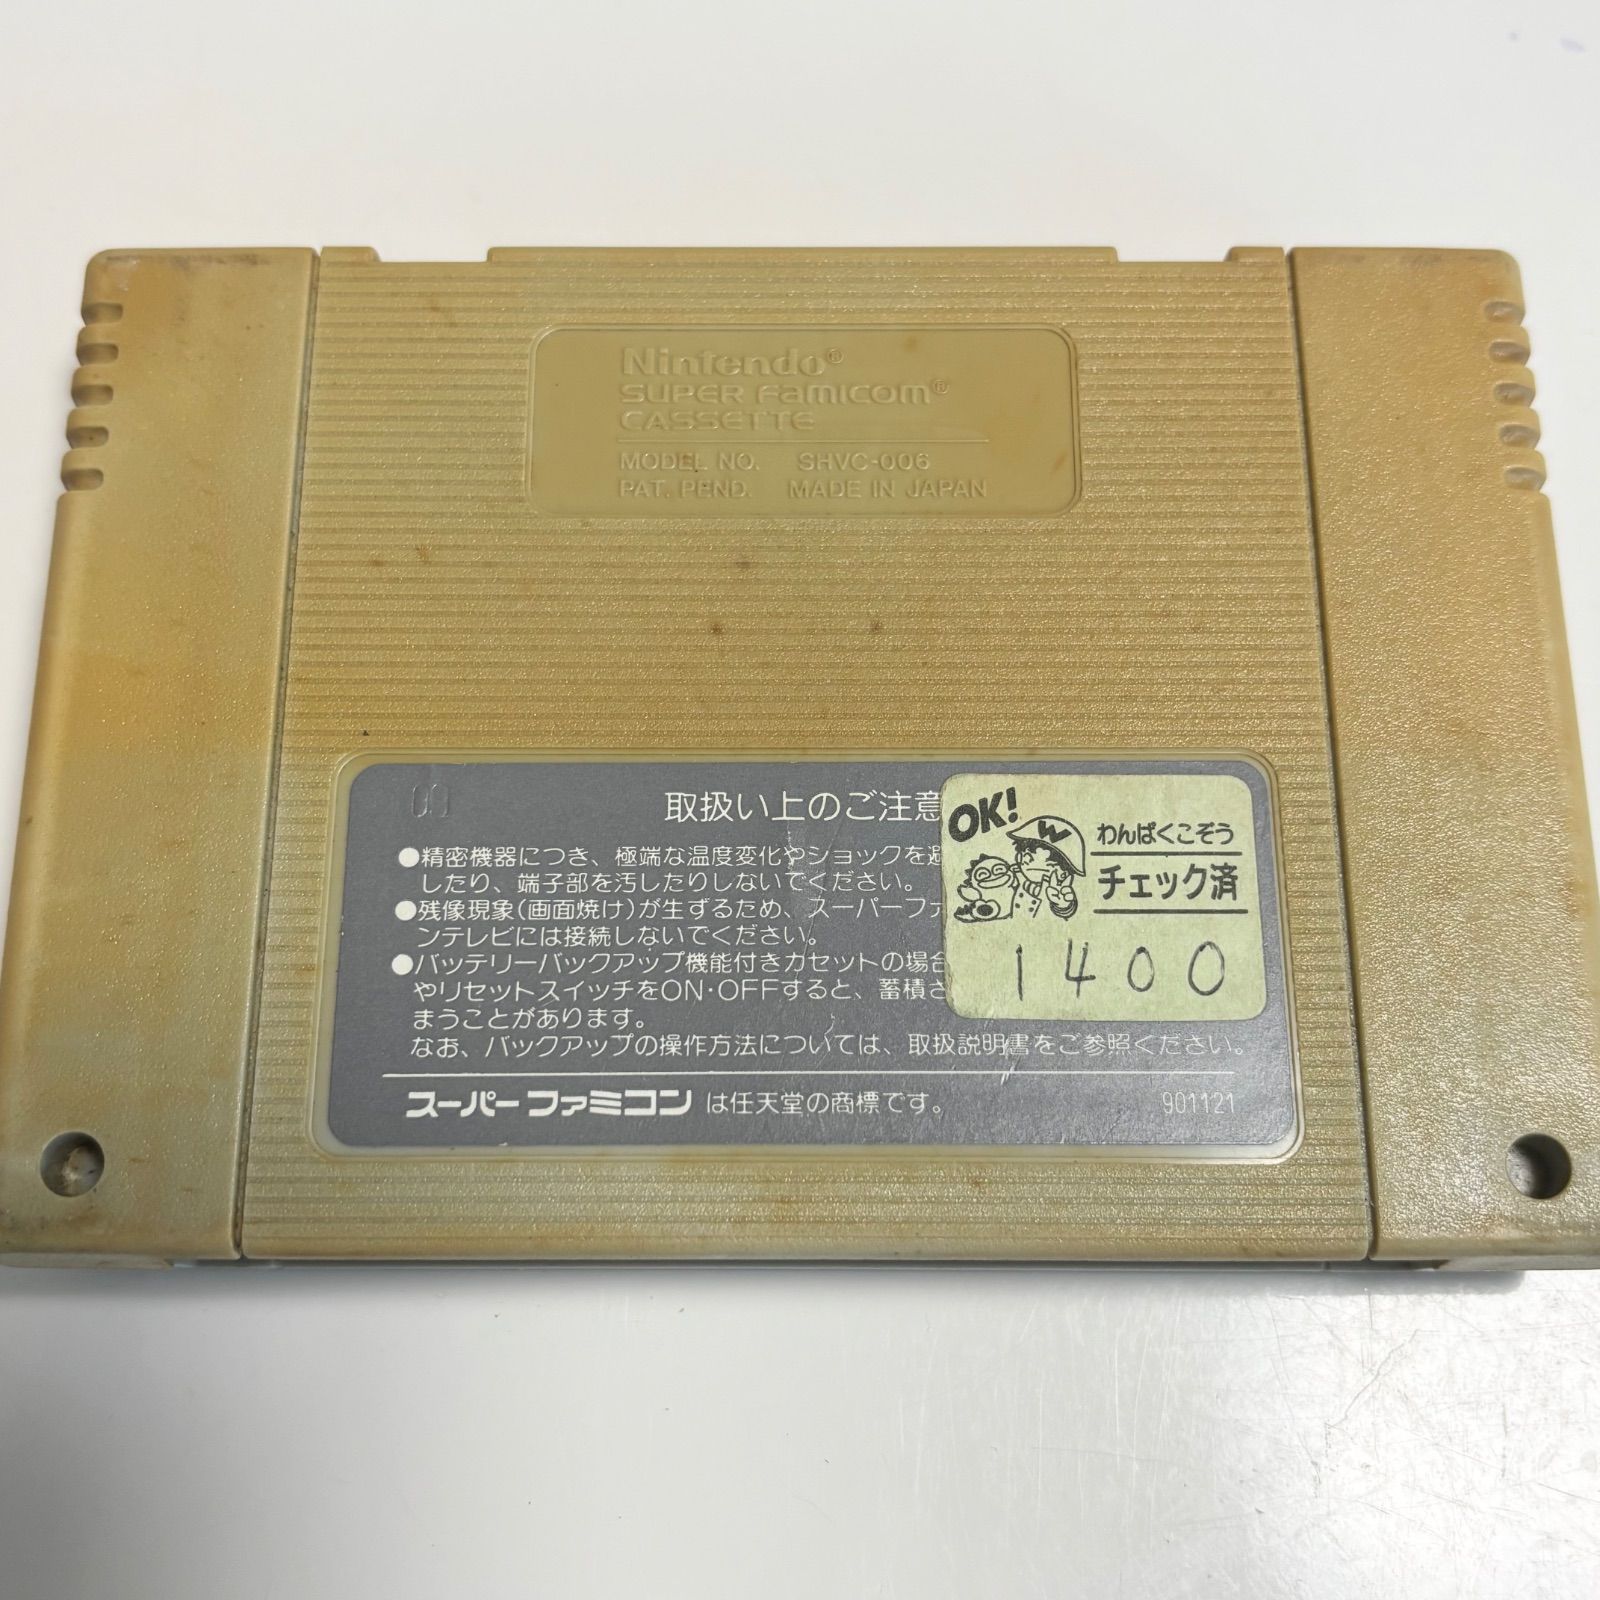 Nintendo®
SUPER FAMICOM®
CASSETTE
MODEL NO. SHVC-006
PAT. PEND. MADE IN JAPAN
取扱い上のご注意
●精密機器につき、極端な温度変化やショックを避
したり、端子部を汚したりしないでください。
●残像現象(画面焼け)が生ずるため、スーパーファ
ンテレビには接続しないでください。
●バッテリーバックアップ機能付きカセットの場合
やリセットスイッチをON・OFFすると、蓄積さ
まうことがあります。
なお、バックアップの操作方法については、取扱説明書をご参照ください。
スーパーファミコン は任天堂の商標です。
901121
OK!
W
わんぱくこぞう
チェック済
1400